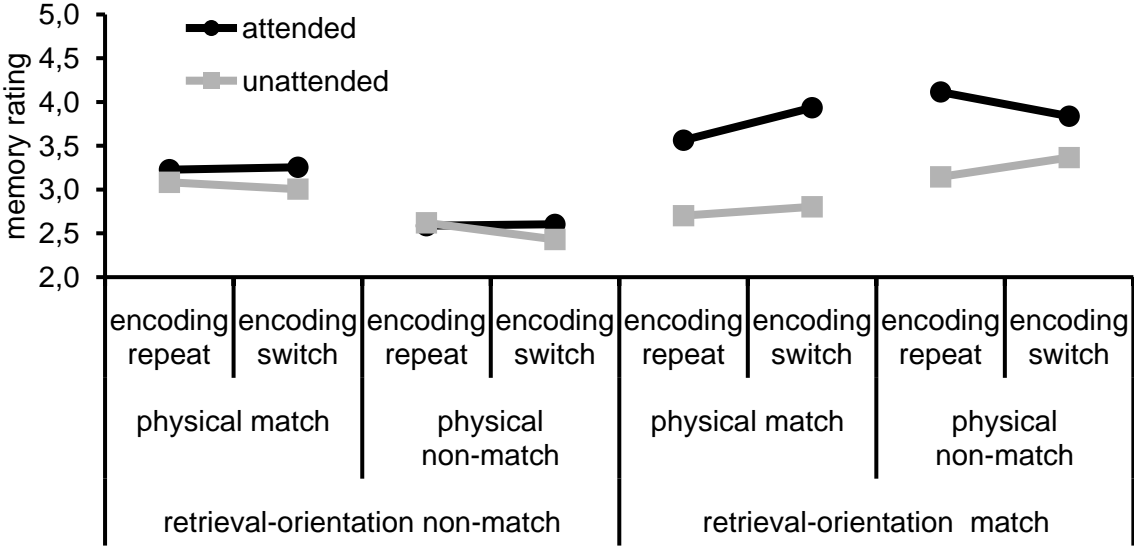 5,0
4,5
4,0
3,5
3,0
2,5
2,0
memory rating
attended
unattended
encoding repeat
encoding switch
encoding repeat
encoding switch
encoding repeat
encoding switch
encoding repeat
encoding switch
physical match
physical
non-match
physical match
physical
non-match
retrieval-orientation non-match
retrieval-orientation match